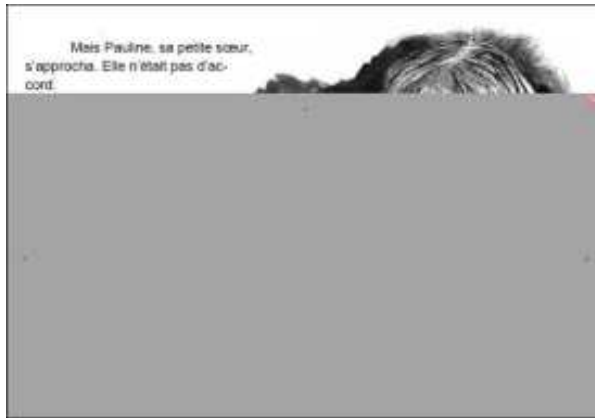 Mais Pauline, sa petite sœur,
s'approcha. Elle n'était pas d'ac-
cord.